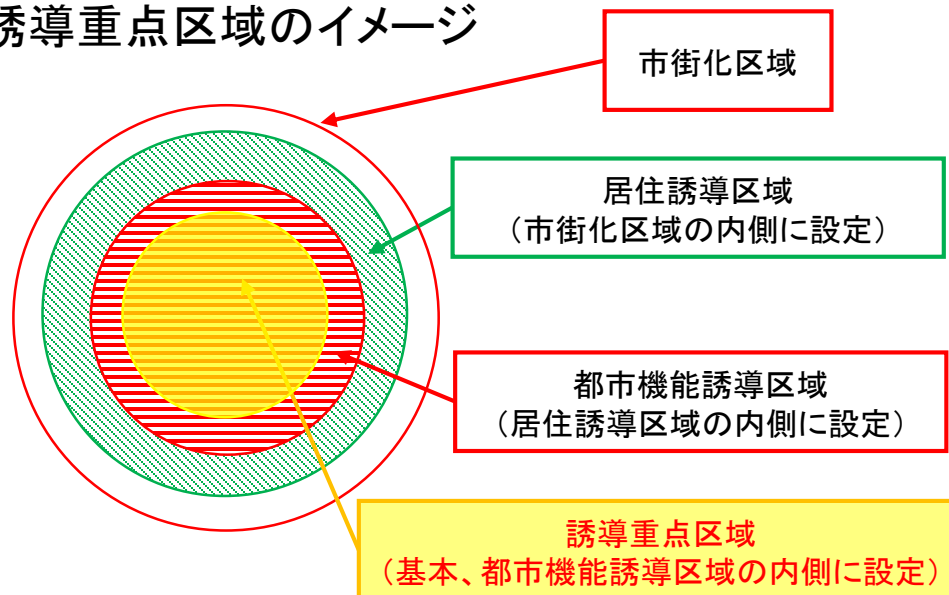 誘導重点区域のイメージ
市街化区域
居住誘導区域
（市街化区域の内側に設定）
都市機能誘導区域
（居住誘導区域の内側に設定）
誘導重点区域
（基本、都市機能誘導区域の内側に設定）